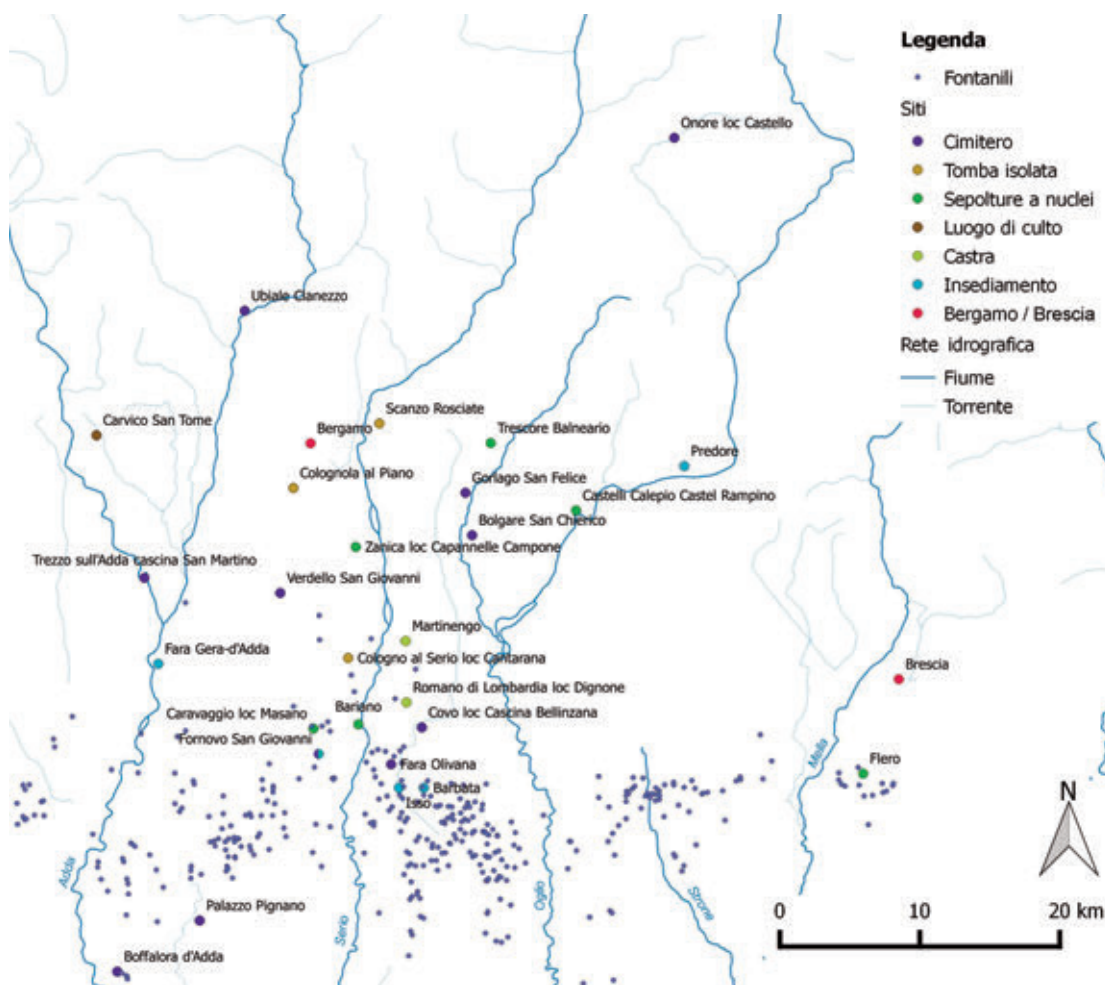 Legenda
Fontanili
Siti
Cimitero
Tomba isolata
Sepolture a nuclei
Luogo di culto
Castra
Insediamento
Bergamo / Brescia
Rete idrografica
Fiume
Torrente
Onore loc Castello
Ubiale Clanezzo
Carvico San Tome
Bergamo
Scanzo Rosciate
Trescore Balneario
Predore
Colognola al Piano
Gorlago San Felice
Castelli Calepio Castel Rampino
Bolgare San Chierico
Zanica loc Capannelle Campone
Trezzo sull'Adda cascina San Martino
Verdello San Giovanni
Martinengo
Fara Gera-d'Adda
Cologno al Serio loc Cantarana
Brescia
Romano di Lombardia loc Dignone
Caravaggio loc Masano
Bariano
Covo loc Cascina Bellinzana
Fornovo San Giovanni
Mella
Flero
Fara Olivana
Barbata
Isso
N
Adda
Serio
Oglio
Strone
Palazzo Pignano
Boffalora d'Adda
0 10 20 km